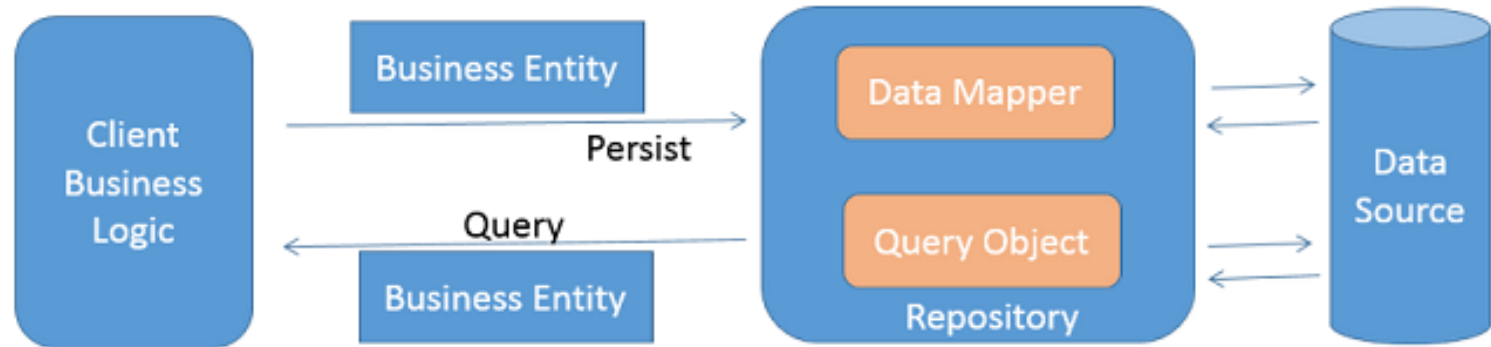 Client
Business
Logic
Business Entity
Persist
Query
Business Entity
Data Mapper
Query Object
Repository
Data
Source